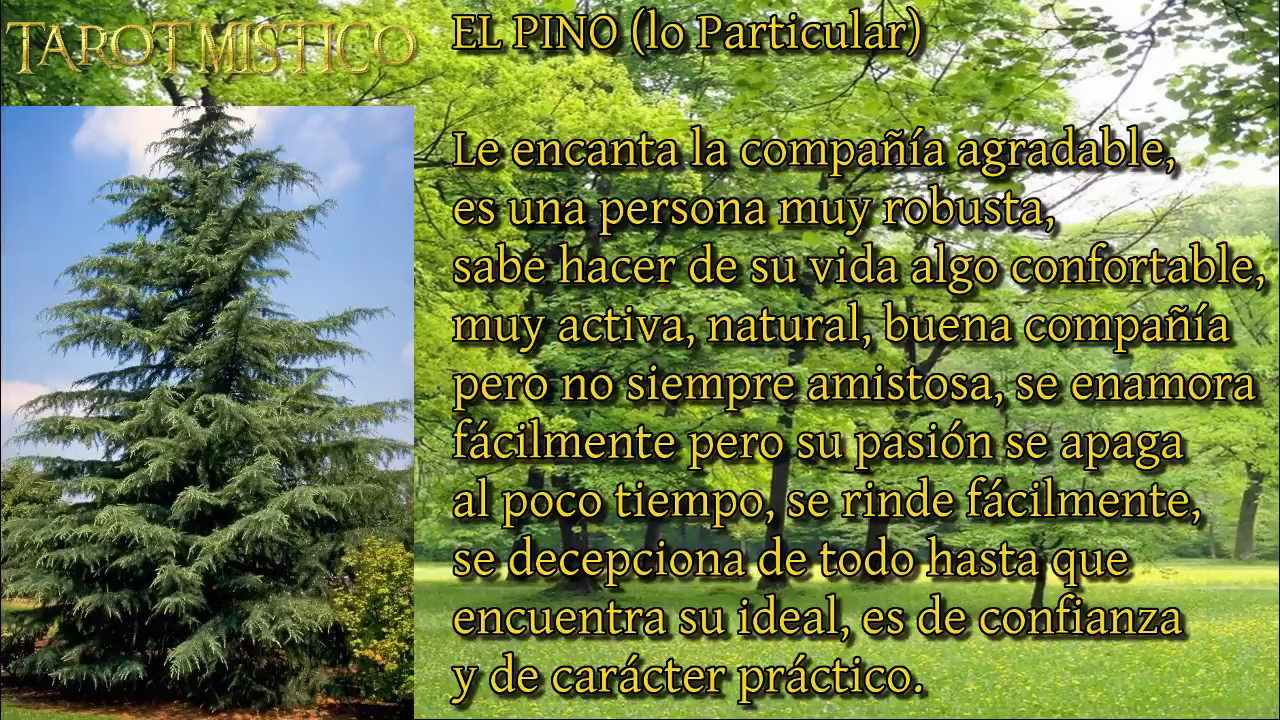 TAROT MISTICO
EL PINO (lo Particular)
Le encanta la compañía agradable,
es una persona muy robusta,
sabe hacer de su vida algo confortable,
muy activa, natural, buena compañía
pero no siempre amistosa, se enamora
fácilmente pero su pasión se apaga
al poco tiempo, se rinde fácilmente,
se decepciona de todo hasta que
encuentra su ideal, es de confianza
y de carácter práctico.